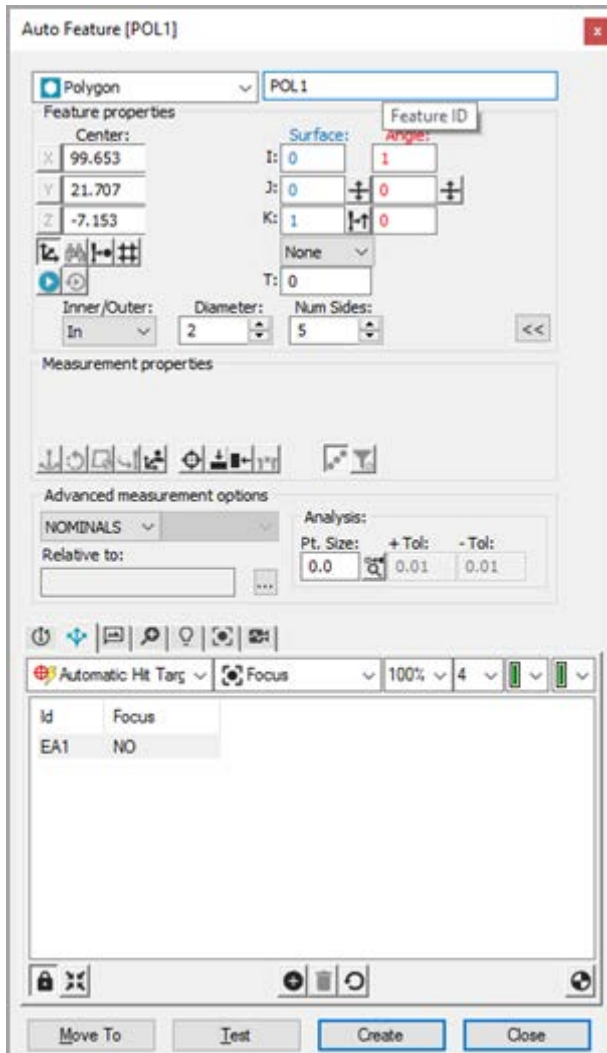 Auto Feature [POL1]
x
Polygon POL1
Feature properties Feature ID
Center: Surface: Angle:
X 99.653 I: 0 1
Y 21.707 J: 0 0
Z -7.153 K: 1 0
None
T: 0
Inner/Outer: Diameter: Num Sides:
In 2 5 <<
Measurement properties
Advanced measurement options
NOMINALS Analysis:
Relative to: Pt. Size: + Tol: - Tol:
0.0 0.01 0.01
...
Automatic Hit Targ Focus 100% 4
Id Focus
EA1 NO
Move To Test Create Close